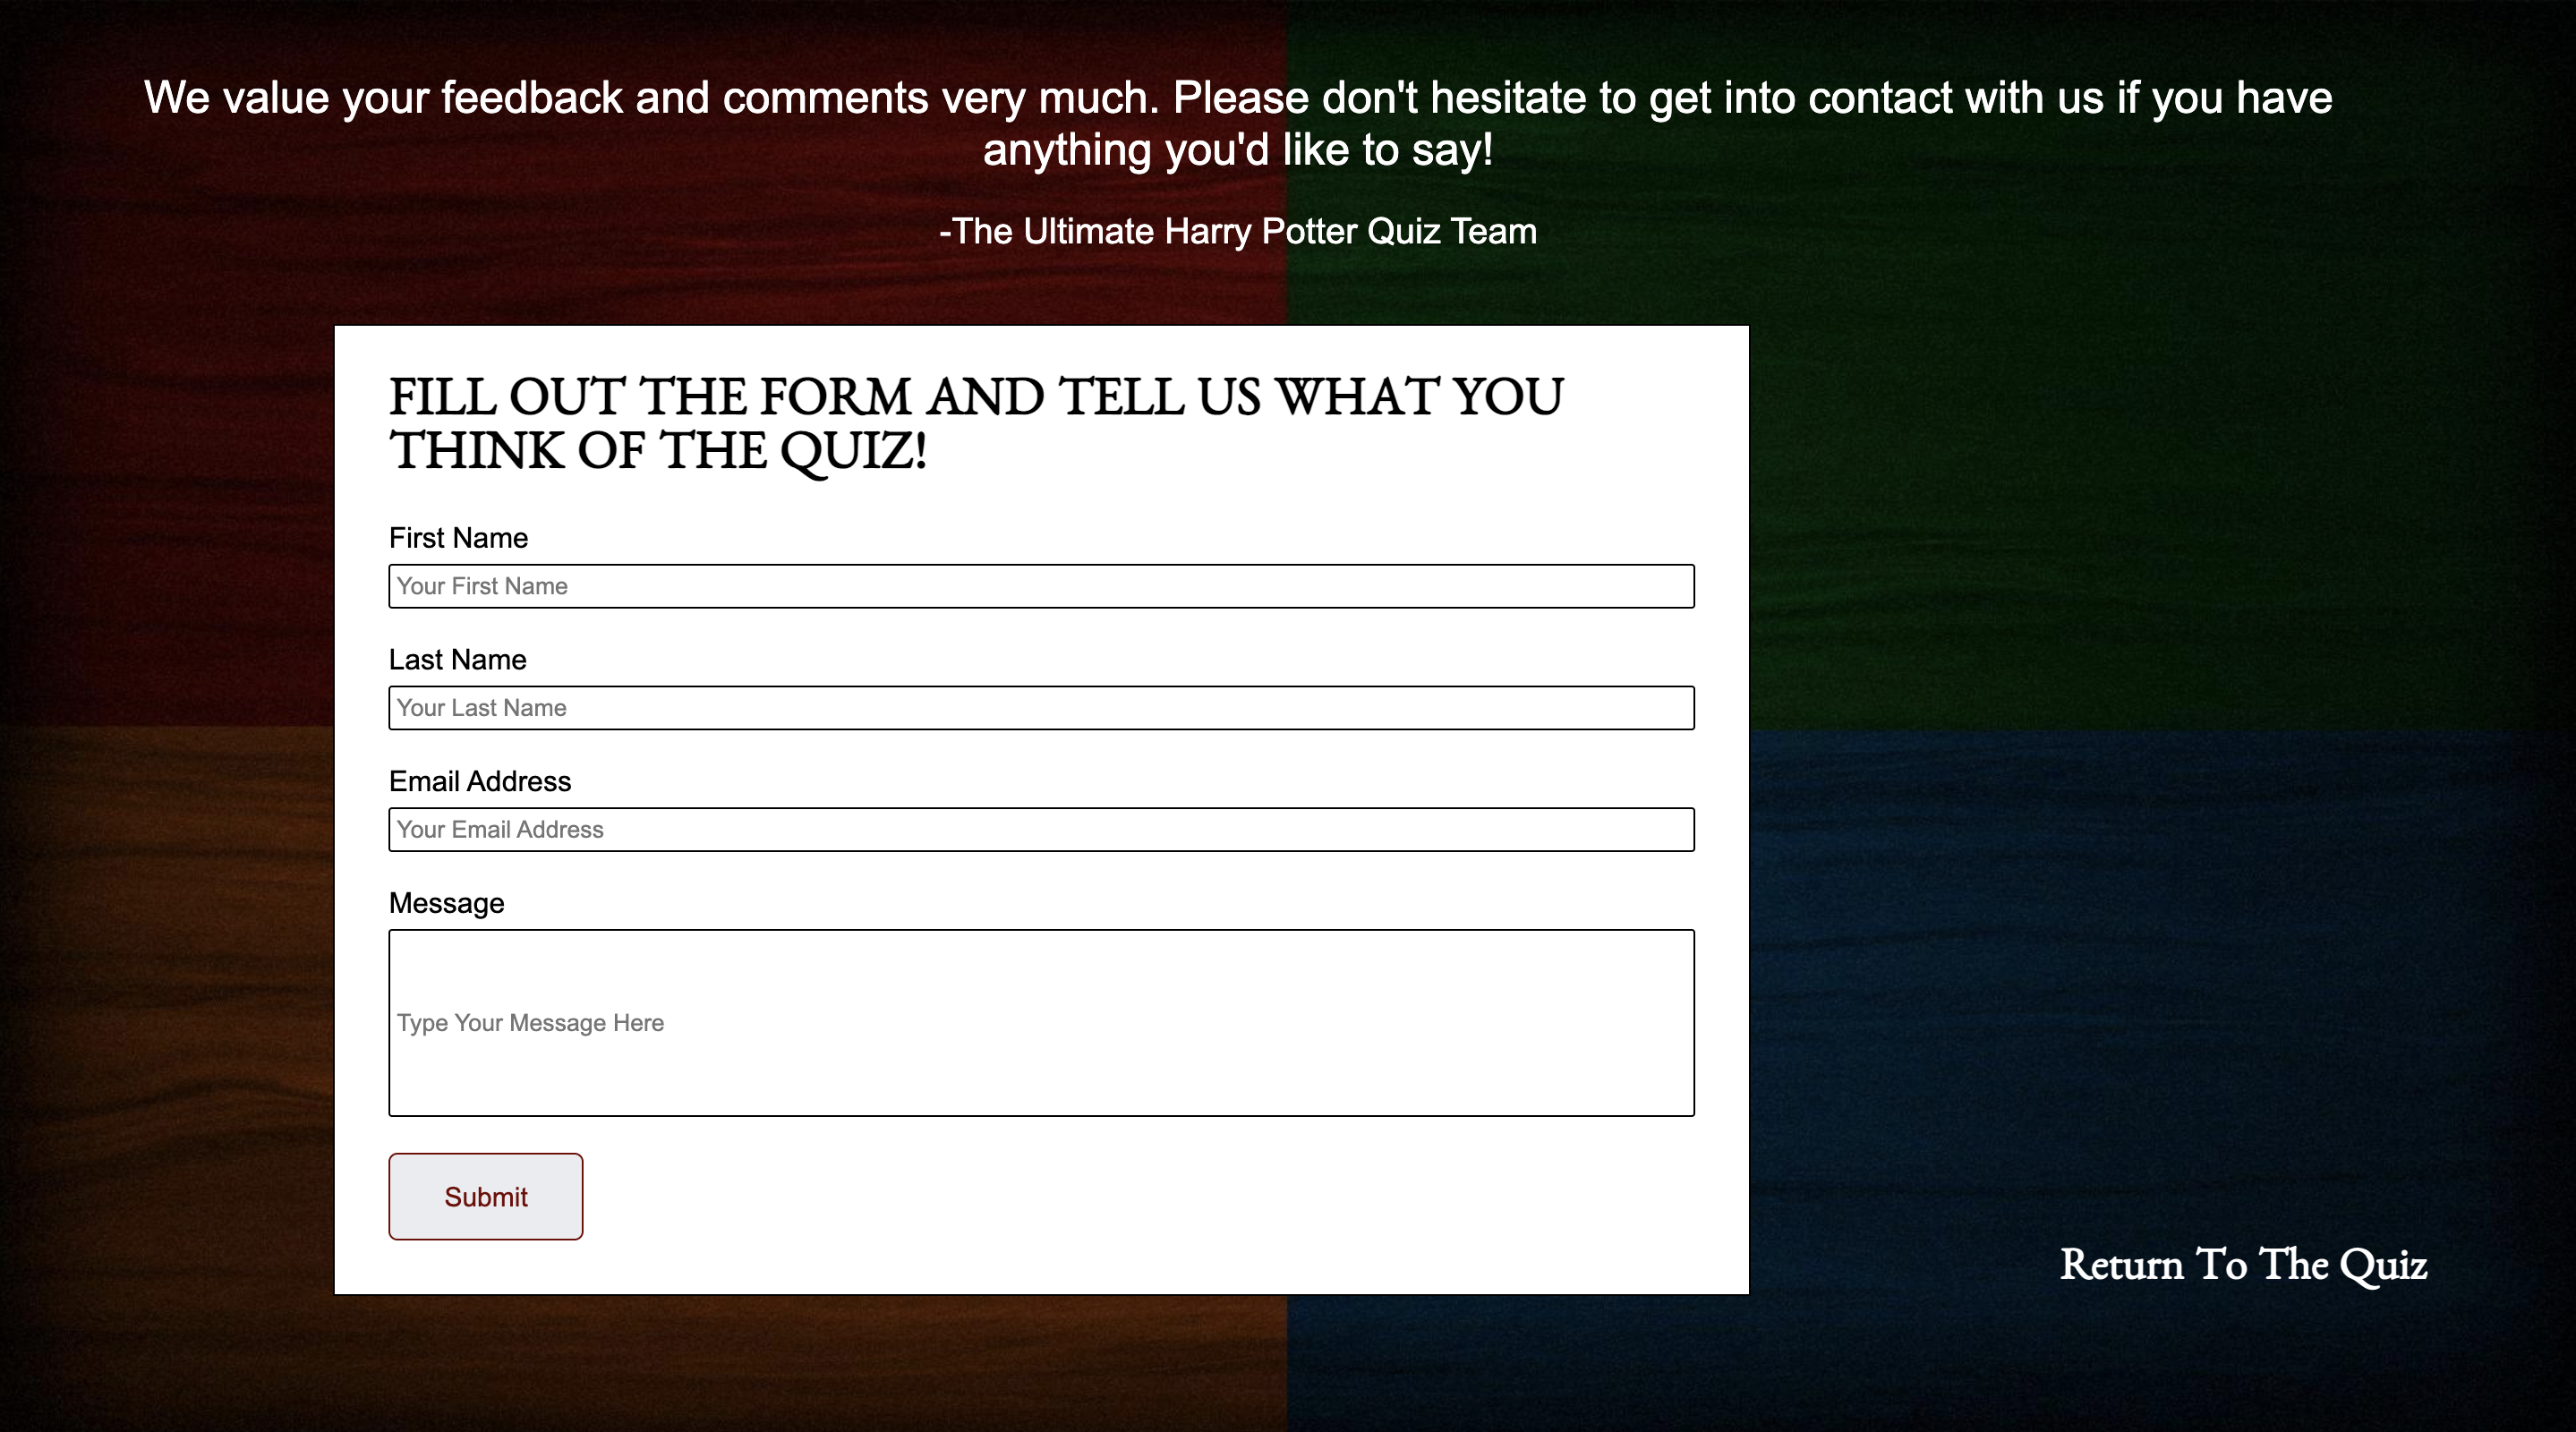 We value your feedback and comments very much. Please don't hesitate to get into contact with us if you have
anything you'd like to say!
-The Ultimate Harry Potter Quiz Team
FILL OUT THE FORM AND TELL US WHAT YOU
THINK OF THE QUIZ!
First Name
Your First Name
Last Name
Your Last Name
Email Address
Your Email Address
Message
Type Your Message Here
Submit
Return To The Quiz